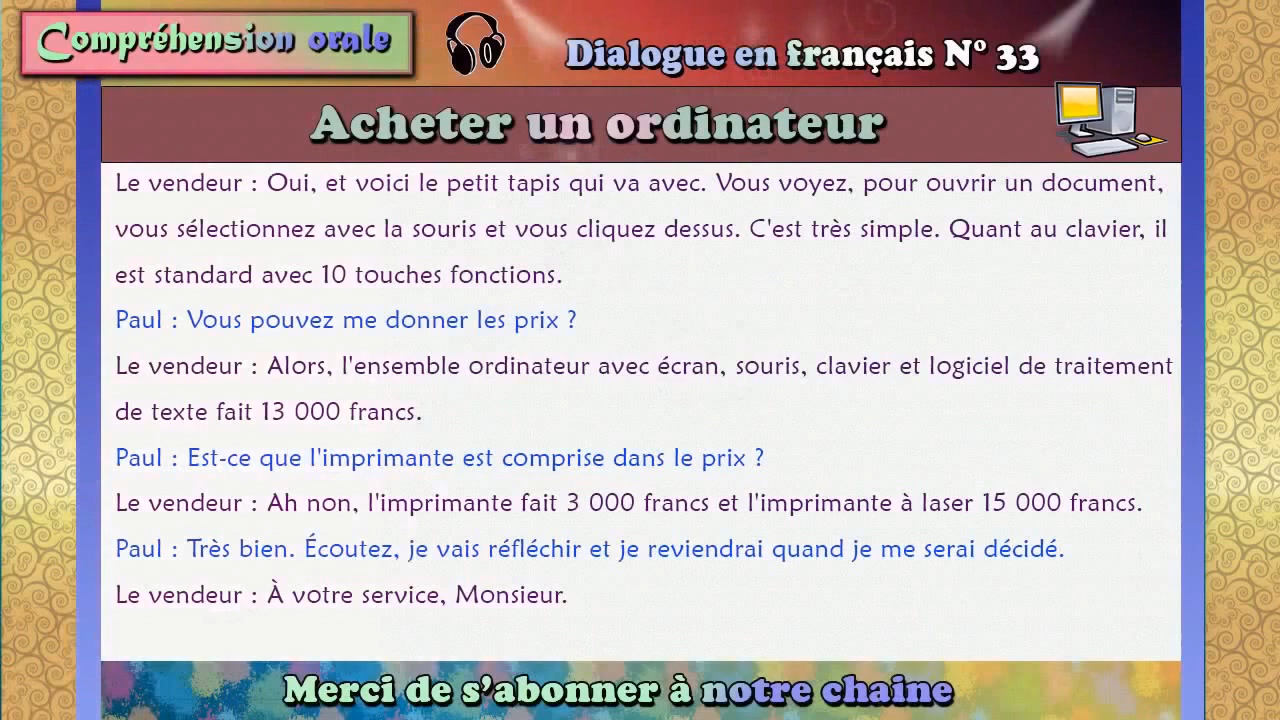 Compréhension orale
Dialogue en français N° 33
Acheter un ordinateur
Le vendeur : Oui, et voici le petit tapis qui va avec. Vous voyez, pour ouvrir un document,
vous sélectionnez avec la souris et vous cliquez dessus. C'est très simple. Quant au clavier, il
est standard avec 10 touches fonctions.
Paul : Vous pouvez me donner les prix ?
Le vendeur : Alors, l'ensemble ordinateur avec écran, souris, clavier et logiciel de traitement
de texte fait 13 000 francs.
Paul : Est-ce que l'imprimante est comprise dans le prix ?
Le vendeur : Ah non, l'imprimante fait 3 000 francs et l'imprimante à laser 15 000 francs.
Paul : Très bien. Écoutez, je vais réfléchir et je reviendrai quand je me serai décidé.
Le vendeur : À votre service, Monsieur.
Merci de s'abonner à notre chaine